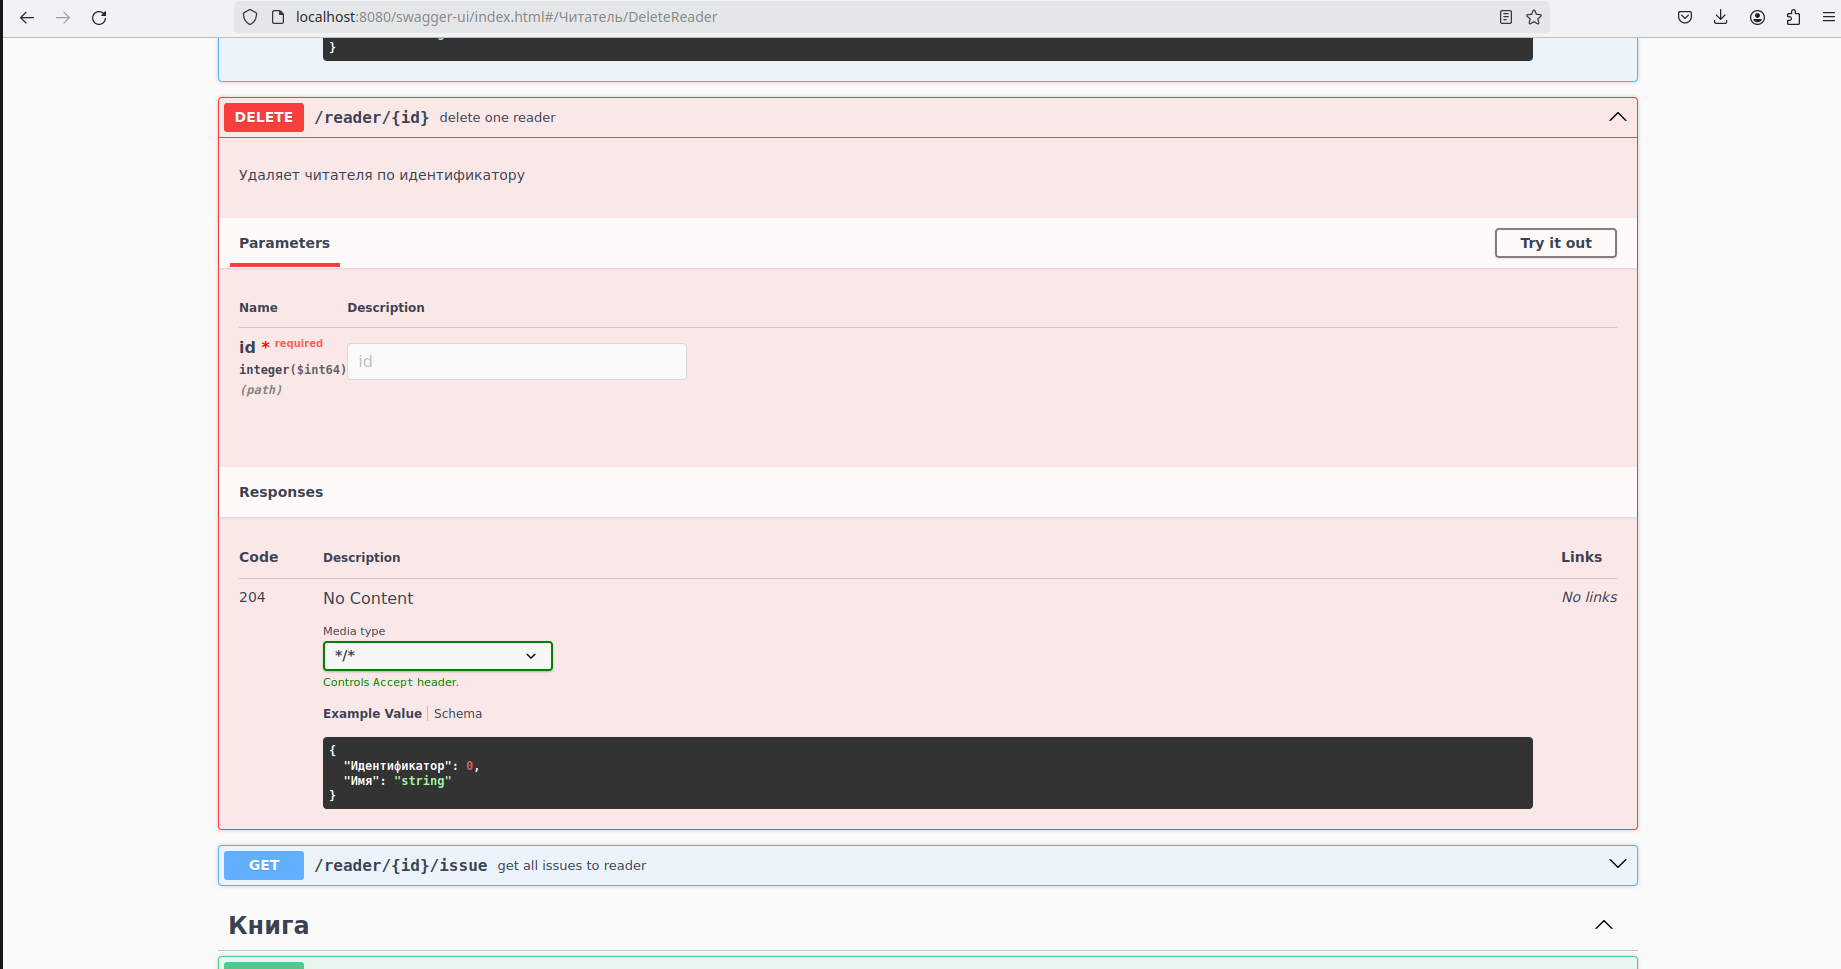 localhost:8080/swagger-ui/index.html#/Читатель/DeleteReader
}
DELETE /reader/{id} delete one reader
Удаляет читателя по идентификатору
Parameters Try it out
Name Description
id * required
integer($int64)
(path)
id
Responses
Code Description Links
204 No Content No links
Media type
*/*
Controls Accept header.
Example Value Schema
{
"Идентификатор": 0,
"Имя": "string"
}
GET /reader/{id}/issue get all issues to reader
Книга